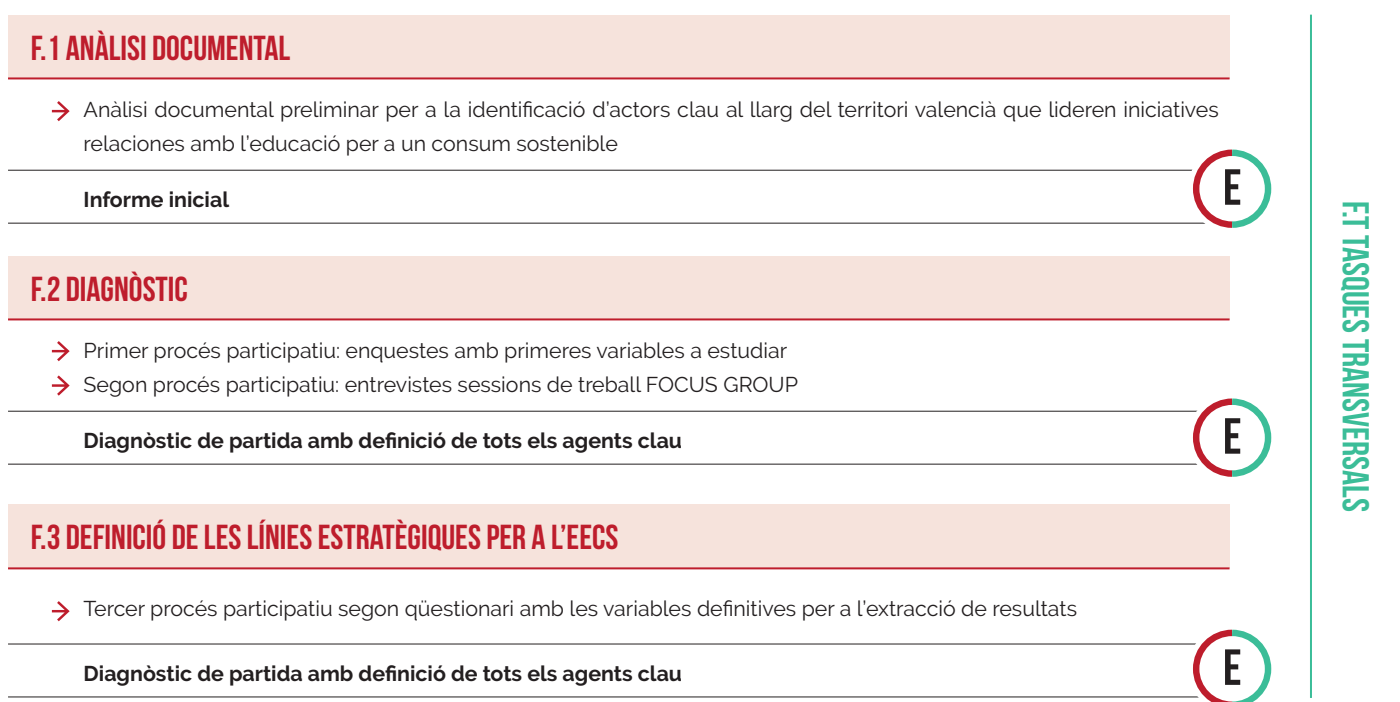 F.1 ANÀLISI DOCUMENTAL
→ Anàlisi documental preliminar per a la identificació d'actors clau al llarg del territori valencià que lideren iniciatives
relaciones amb l'educació per a un consum sostenible
Informe inicial
E
F.2 DIAGNÒSTIC
→ Primer procés participatiu: enquestes amb primeres variables a estudiar
→ Segon procés participatiu: entrevistes sessions de treball FOCUS GROUP
Diagnòstic de partida amb definició de tots els agents clau
E
F.3 DEFINICIÓ DE LES LÍNIES ESTRATÈGIQUES PER A L'EECS
→ Tercer procés participatiu segon qüestionari amb les variables definitives per a l'extracció de resultats
Diagnòstic de partida amb definició de tots els agents clau
E
F.T TASQUES TRANSVERSALS